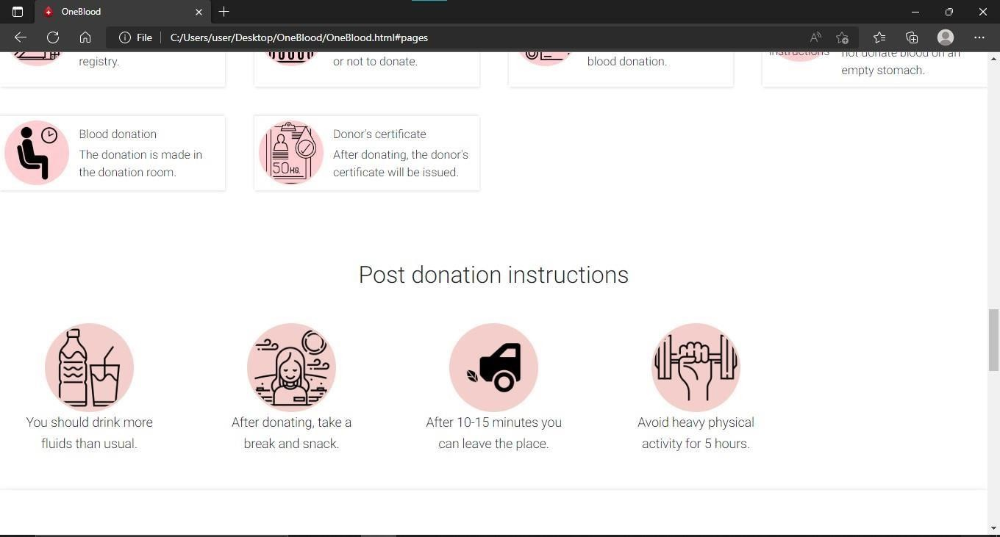 OneBlood
File
C:/Users/user/Desktop/OneBlood/OneBlood.html#pages
registry.
or not to donate.
blood donation.
instructions
not donate blood on an
empty stomach.
Blood donation
The donation is made in
the donation room.
50 HG.
Donor's certificate
After donating, the donor's
certificate will be issued.
Post donation instructions
You should drink more
fluids than usual.
After donating, take a
break and snack.
After 10-15 minutes you
can leave the place.
Avoid heavy physical
activity for 5 hours.